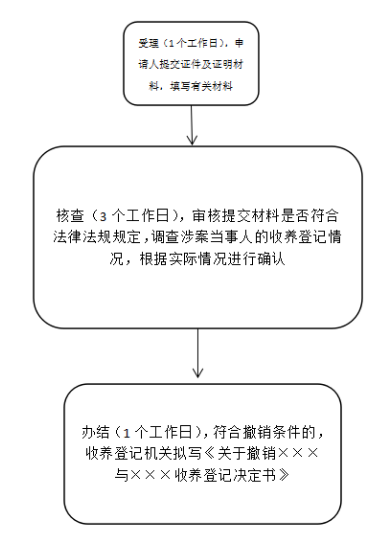 受理（1个工作日），申
请人提交证件及证明材
料，填写有关材料
核查（3个工作日），审核提交材料是否符合
法律法规规定，调查涉案当事人的收养登记情
况，根据实际情况进行确认
办结（1个工作日），符合撤销条件的，
收养登记机关拟写《关于撤销×××
与×××收养登记决定书》